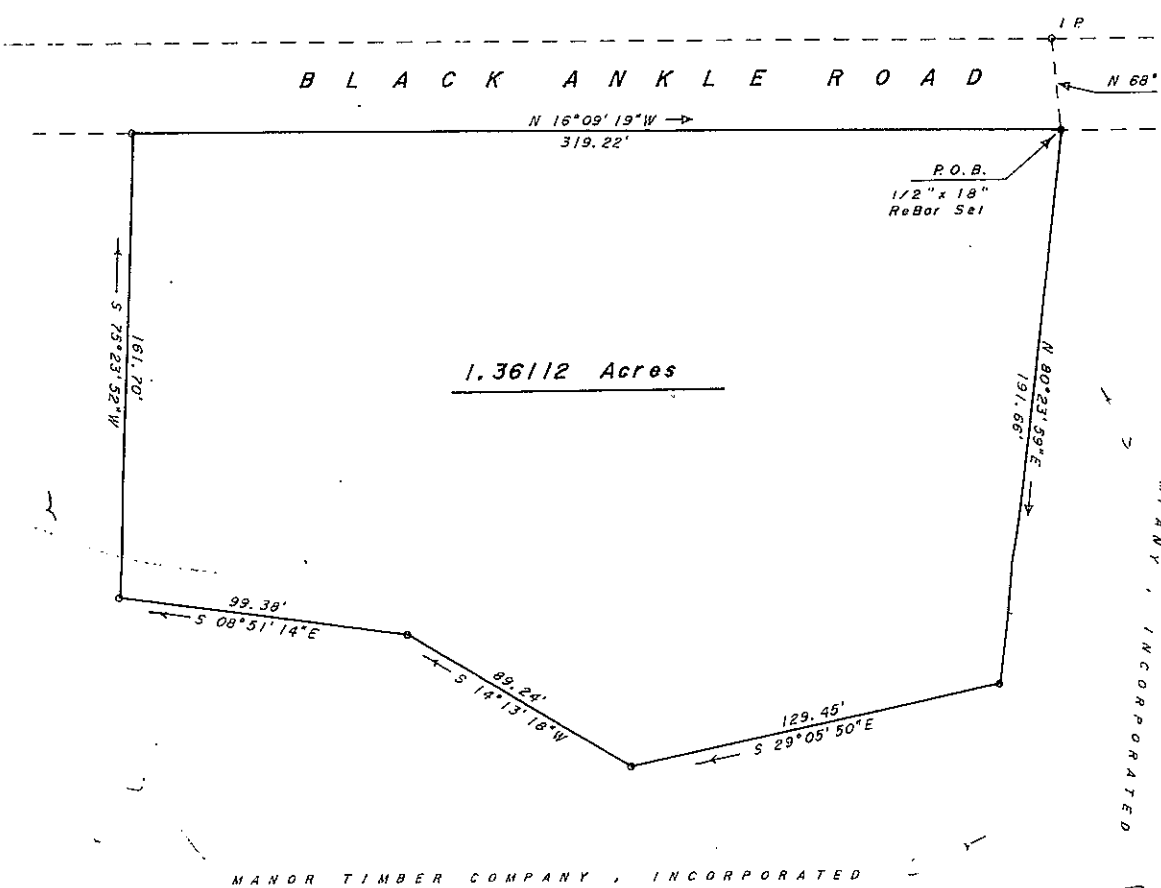 I P.
BLACK ANKLE ROAD
N 68°
N 16°09'19"W
319.22'
P.O.B.
1/2" x 18"
ReBar Set
S 75°23'52"W
161.70'
1.36112 Acres
N 80°23'59"E
191.66'
99.38'
S 08°51'14"E
89.24'
S 14°13'18"W
129.45'
S 29°05'50"E
MANOR TIMBER COMPANY, INCORPORATED
PANY, INCORPORATED